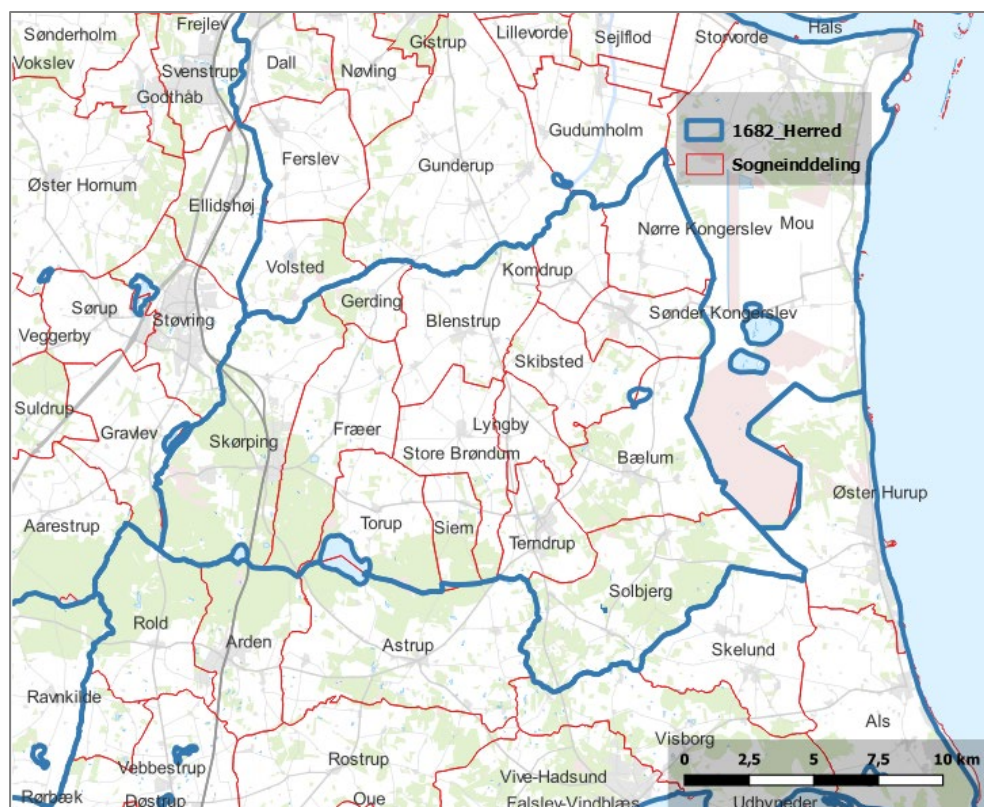 Frejlev
Hals
Sønderholm
Lillevorde
Sejlflod
Storvorde
Gistrup
Vokslev
Svenstrup
Dall
Nøvling
Godthåb
1682_Herred
Gudumholm
Ferslev
Gunderup
Sogneinddeling
Øster Hornum
Ellidshøj
Nørre Kongerslev
Mou
Volsted
Komdrup
Gerding
Sørup
Støvring
Blenstrup
Sønder Kongerslev
Veggerby
Skibsted
Suldrup
Gravlev
Skørping
Fræer
Lyngby
Store Brøndum
Bælum
Øster Hurup
Aarestrup
Torup
Siem
Terndrup
Solbjerg
Rold
Arden
Astrup
Skelund
Ravnkilde
Als
Visborg
Vebbestrup
Rostrup
Vive-Hadsund
0 2,5 5 7,5 10 km
Rørbæk
Døstrup
Oue
Falslev-Vindblæs
Udbyneder